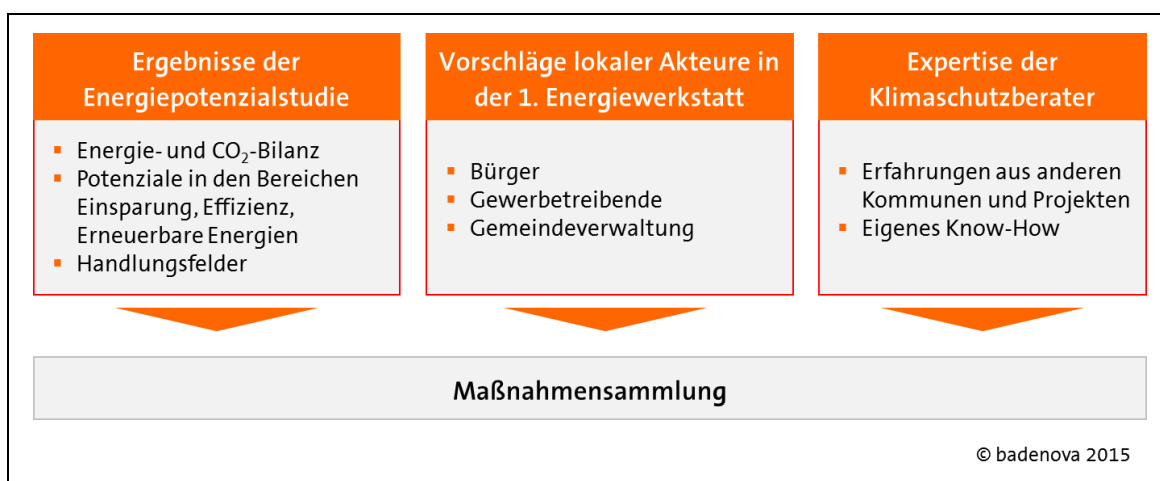 Ergebnisse der
Energiepotenzialstudie
▪ Energie- und CO₂-Bilanz
▪ Potenziale in den Bereichen
Einsparung, Effizienz,
Erneuerbare Energien
▪ Handlungsfelder
Vorschläge lokaler Akteure in
der 1. Energiewerkstatt
▪ Bürger
▪ Gewerbetreibende
▪ Gemeindeverwaltung
Expertise der
Klimaschutzberater
▪ Erfahrungen aus anderen
Kommunen und Projekten
▪ Eigenes Know-How
Maßnahmensammlung
© badenova 2015